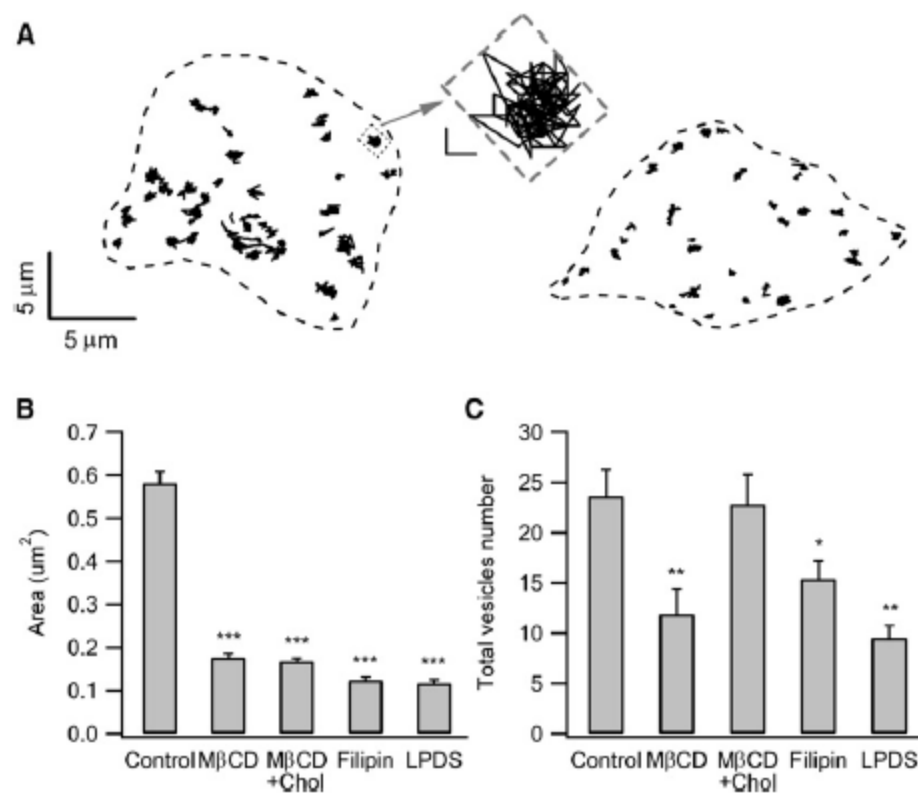 A
5 μm
5 μm
B
0.7
0.6
0.5
0.4
0.3
0.2
0.1
0.0
Area (um²)
***
***
***
***
Control MβCD MβCD Filipin LPDS
+Chol
C
30
25
20
15
10
5
0
Total vesicles number
**
*
**
Control MβCD MβCD Filipin LPDS
+Chol